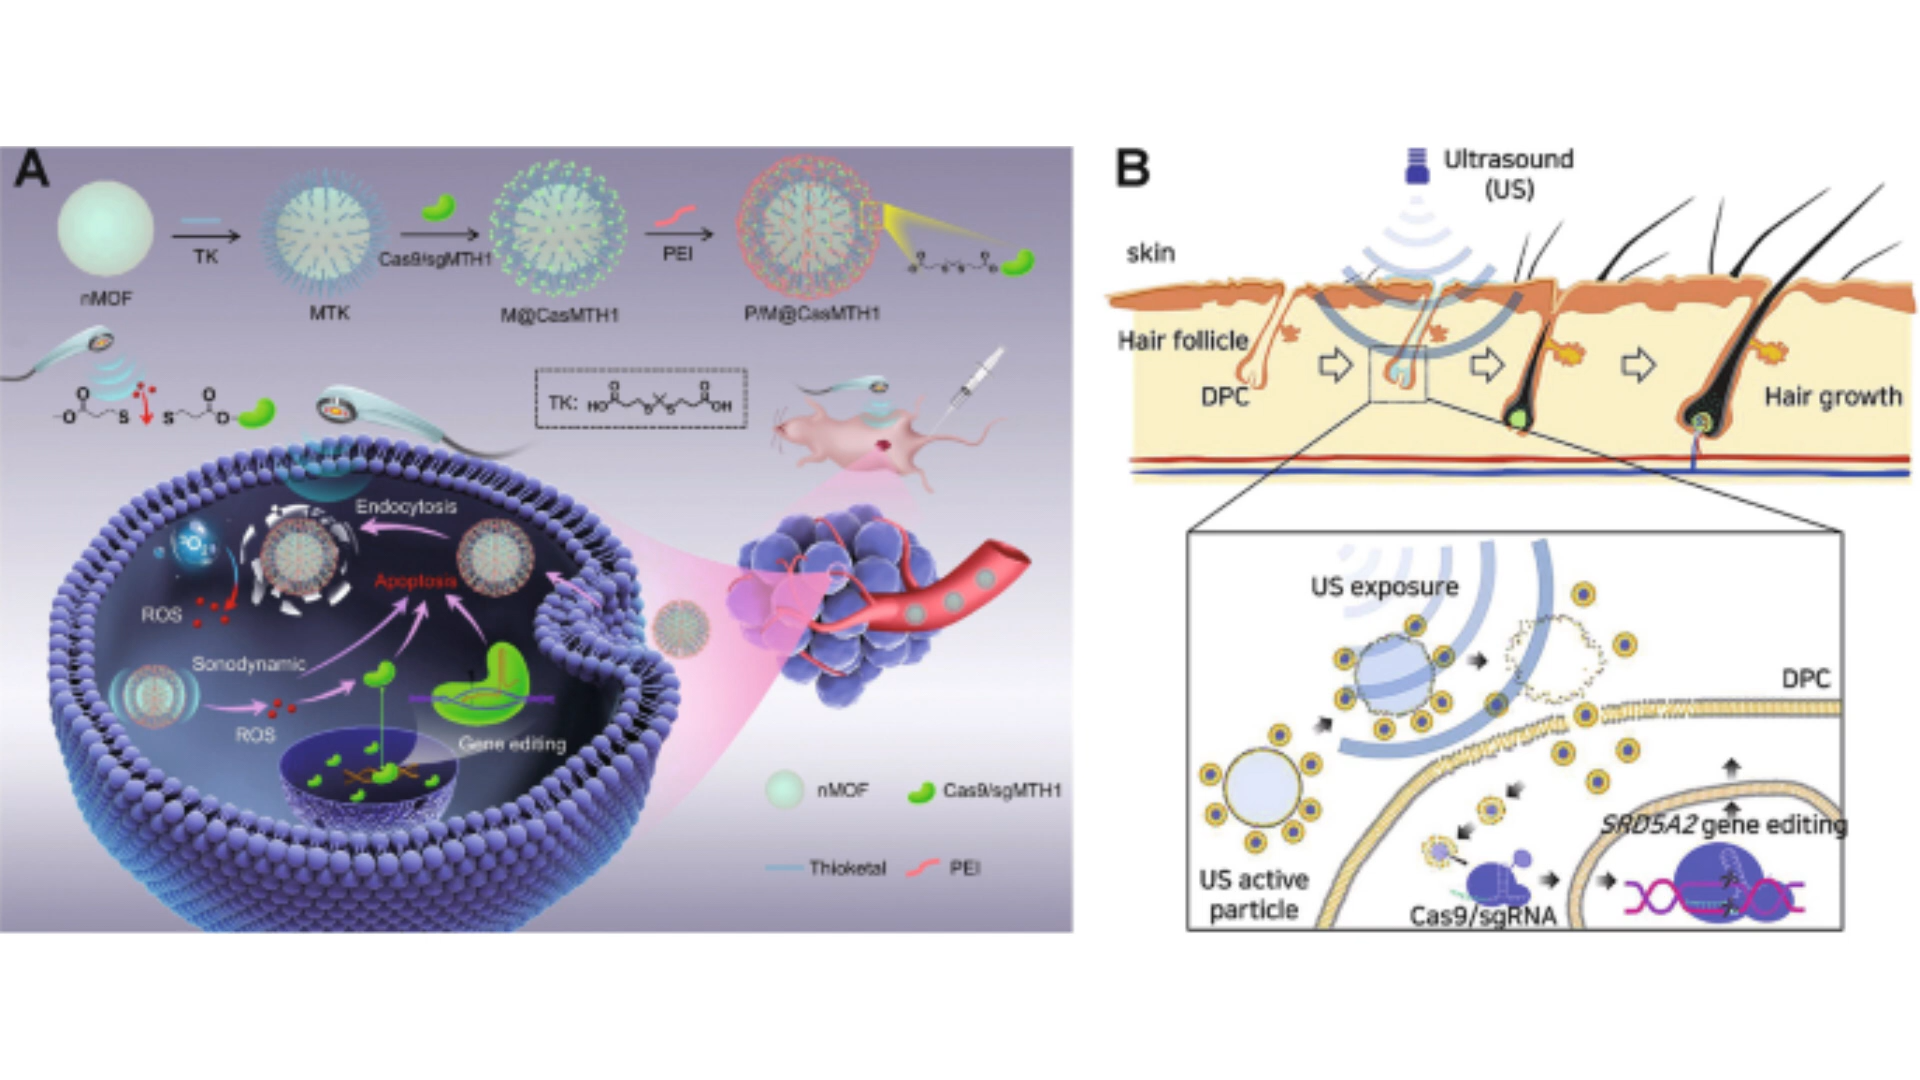 A
nMOF
TK
MTK
Cas9/sgMTH1
M@CasMTH1
PEI
P/M@CasMTH1
O
O
S
S
O
O
TK:
HO
O
S
S
O
OH
Endocytosis
Apoptosis
ROS
Sonodynamic
ROS
Gene editing
nMOF
Cas9/sgMTH1
Thioketal
PEI
B
Ultrasound
(US)
skin
Hair follicle
DPC
Hair growth
US exposure
DPC
SRD5A2 gene editing
US active
particle
Cas9/sgRNA